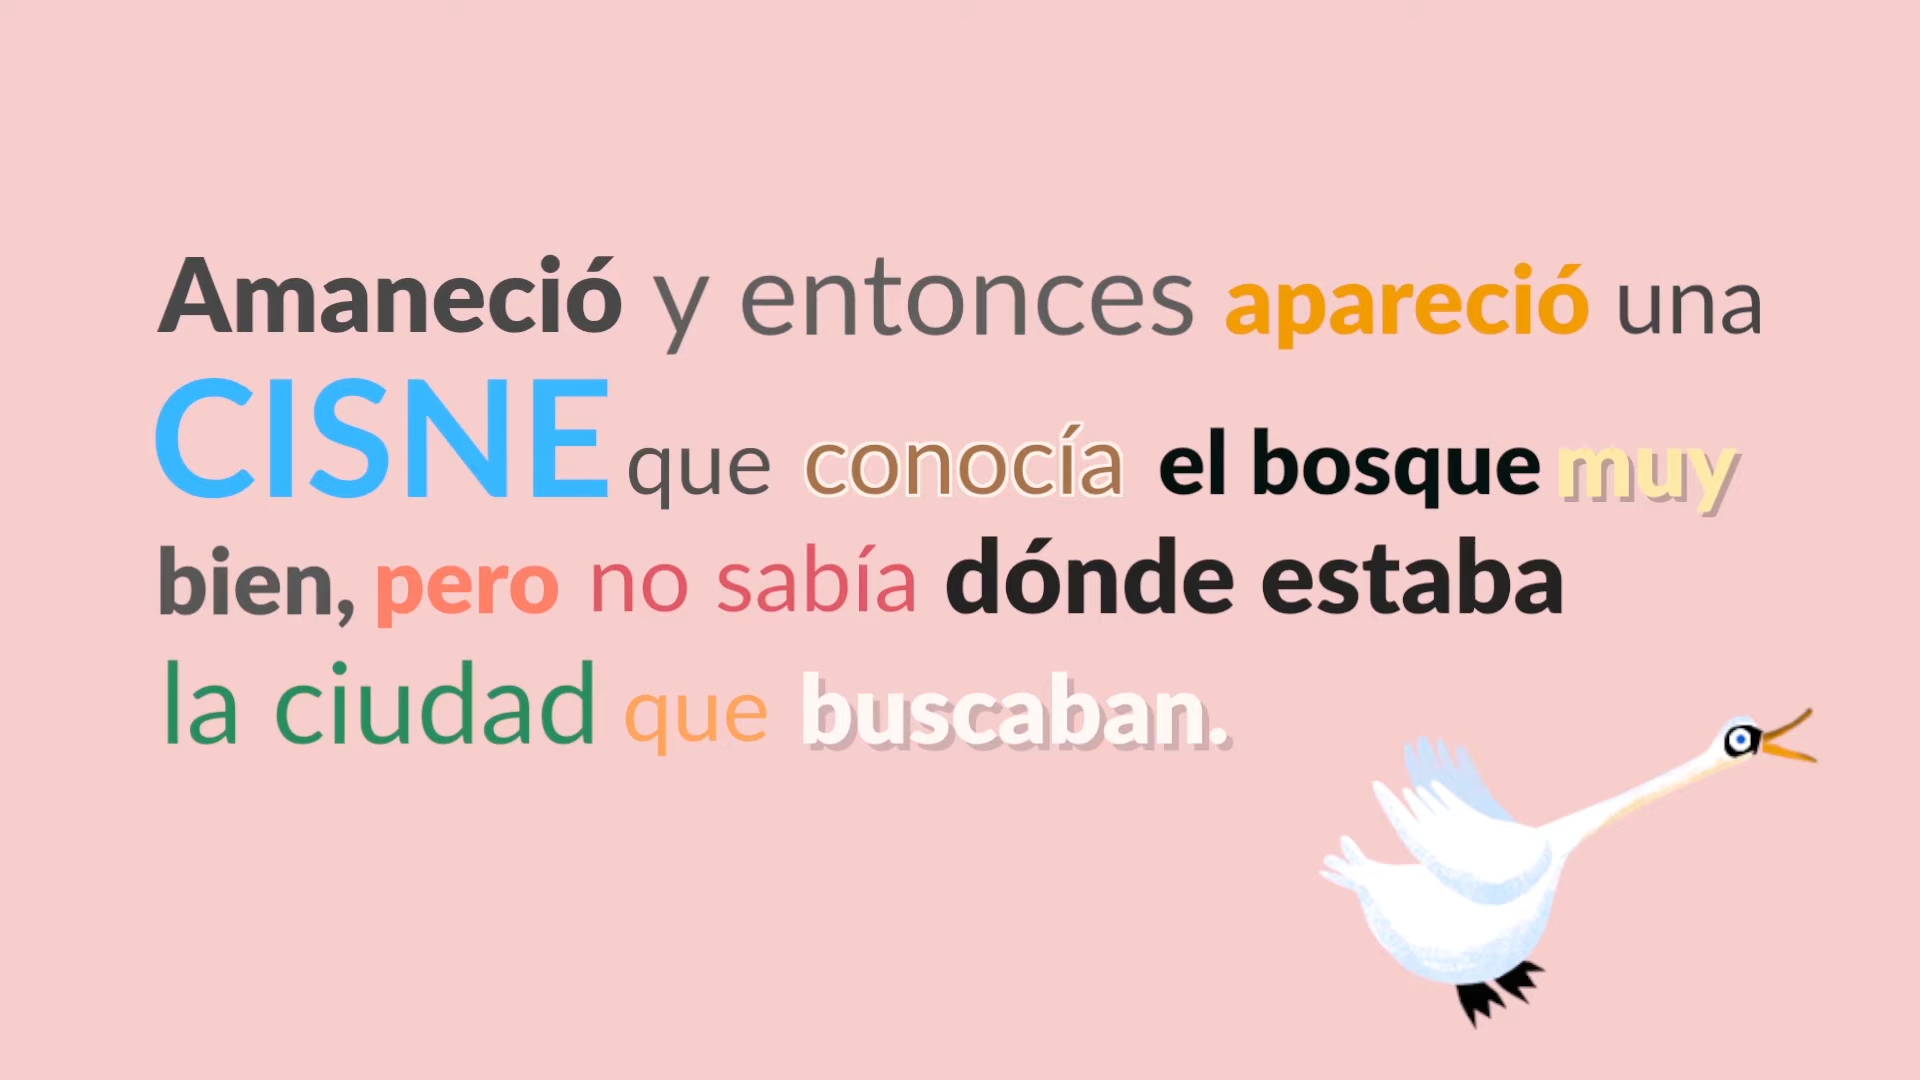 Amaneció y entonces apareció una
CISNE que conocía el bosque muy
bien, pero no sabía dónde estaba
la ciudad que buscaban.